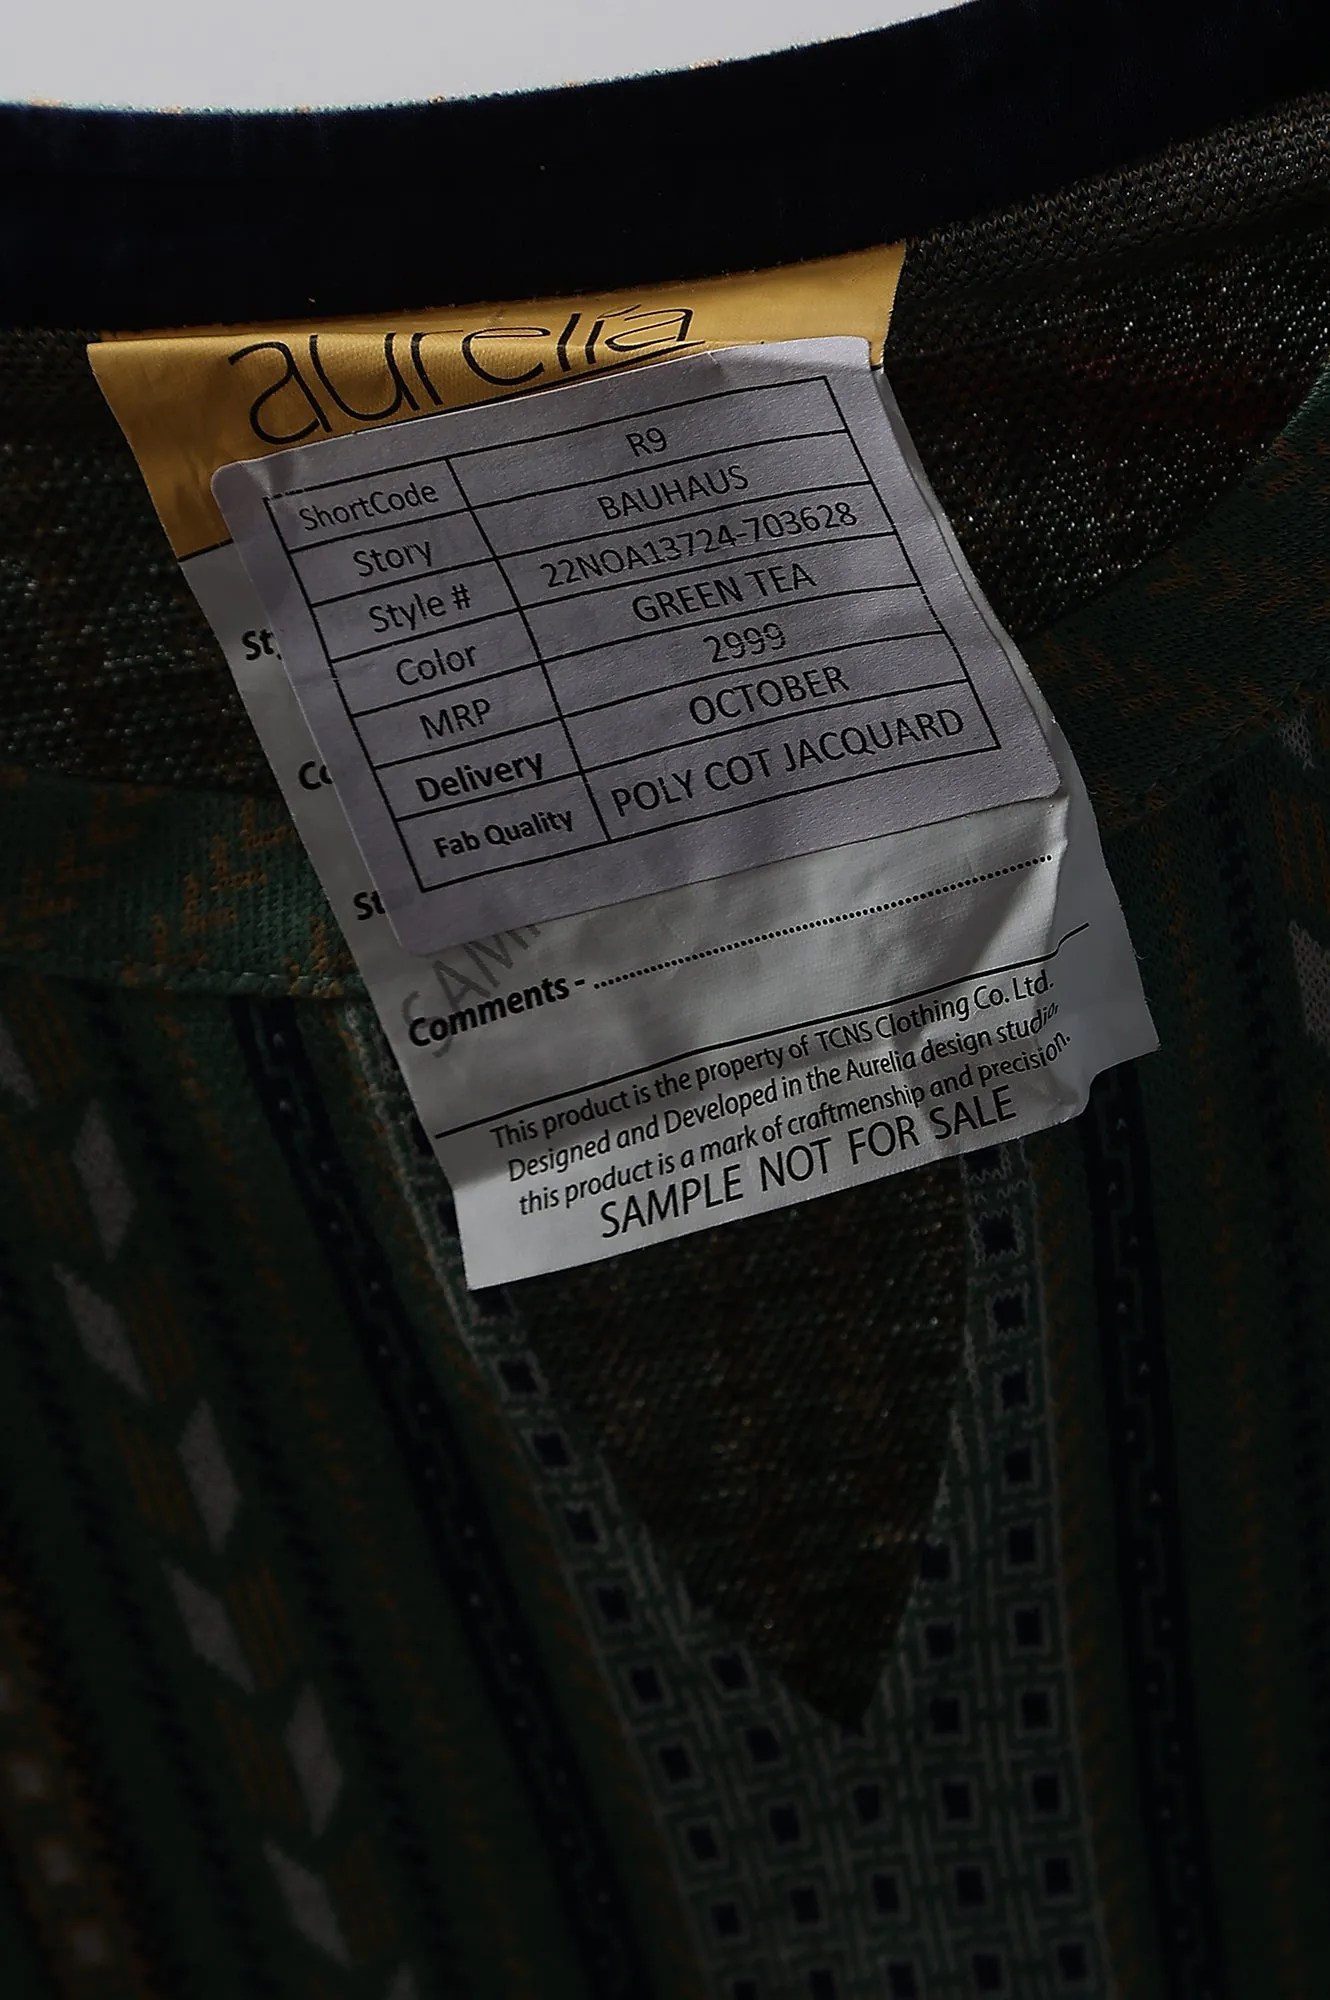 aurelia
ShortCode R9
Story BAUHAUS
Style # 22NOA13724-703628
Color GREEN TEA
MRP 2999
Delivery OCTOBER
Fab Quality POLY COT JACQUARD
Comments - ........................................................
This product is the property of TCNS Clothing Co. Ltd.
Designed and Developed in the Aurelia design studio,
this product is a mark of craftmenship and precision.
SAMPLE NOT FOR SALE